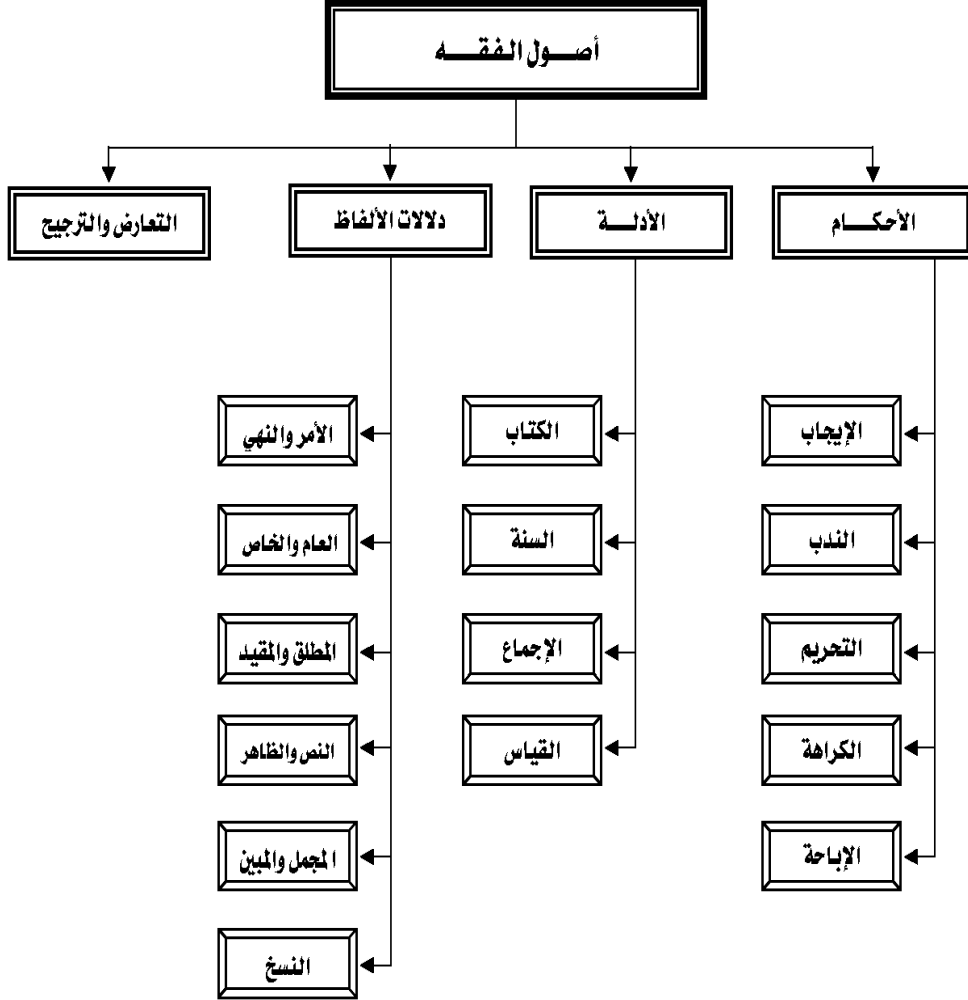 أصول الفقه
الأحكام
الأدلة
دلالات الألفاظ
التعارض والترجيح
الإيجاب
الندب
التحريم
الكراهة
الإباحة
الكتاب
السنة
الإجماع
القياس
الأمر والنهي
العام والخاص
المطلق والمقيد
النص والظاهر
المجمل والمبين
النسخ